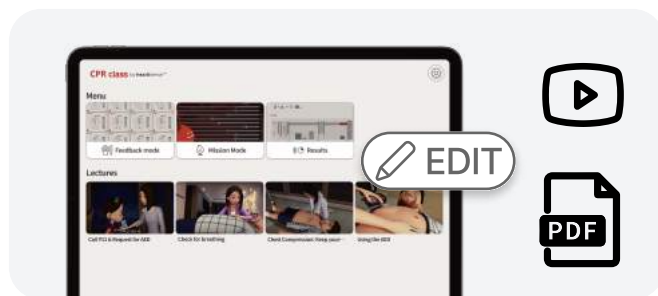 CPR class
Menu
Feedback mode
Mission Mode
Results
EDIT
Lectures
Check for breathing
Using the AED
PDF